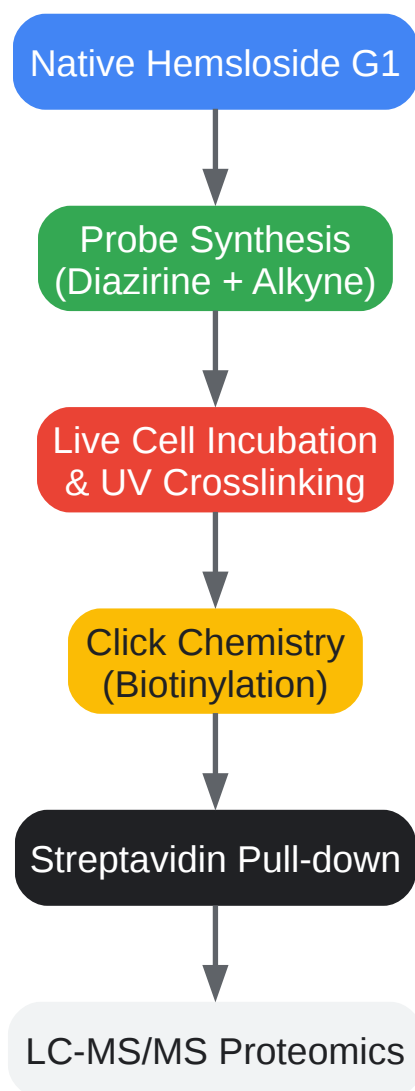 Native Hemsloside G1
Probe Synthesis
(Diazirine + Alkyne)
Live Cell Incubation
& UV Crosslinking
Click Chemistry
(Biotinylation)
Streptavidin Pull-down
LC-MS/MS Proteomics